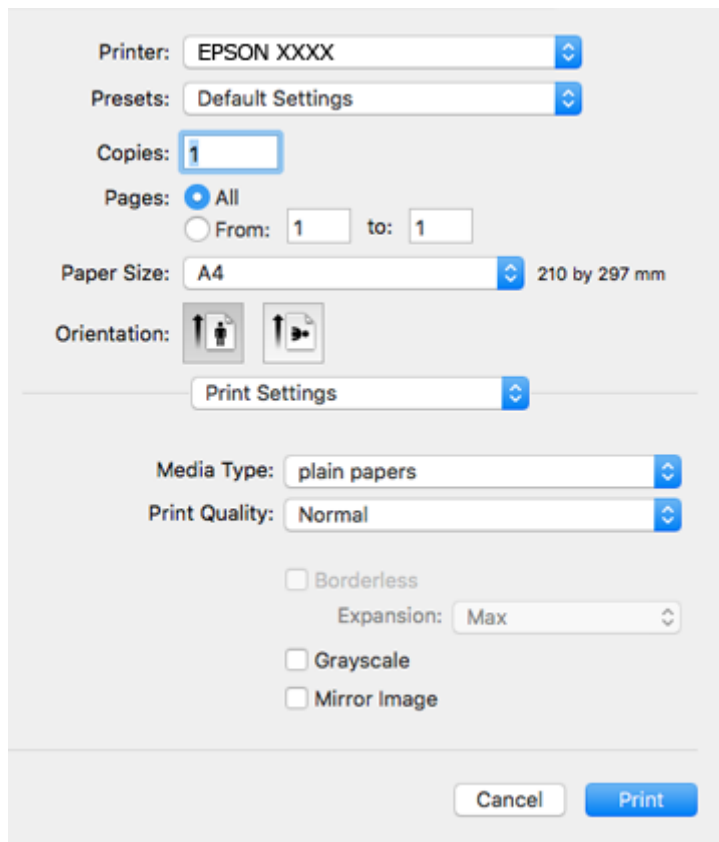 Printer: EPSON XXXX
Presets: Default Settings
Copies: 1
Pages: All
From: 1 to: 1
Paper Size: A4 210 by 297 mm
Orientation:
Print Settings
Media Type: plain papers
Print Quality: Normal
Borderless
Expansion: Max
Grayscale
Mirror Image
Cancel Print